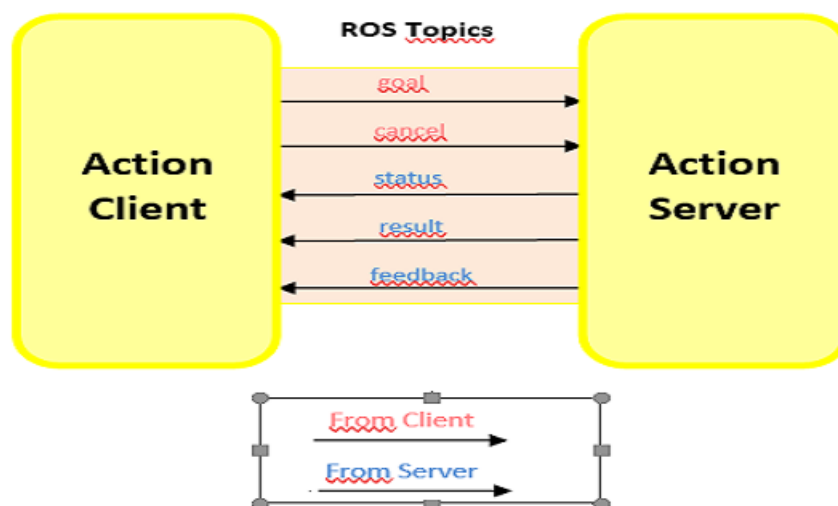 ROS Topics
goal
cancel
status
result
feedback
Action
Client
Action
Server
From Client
From Server